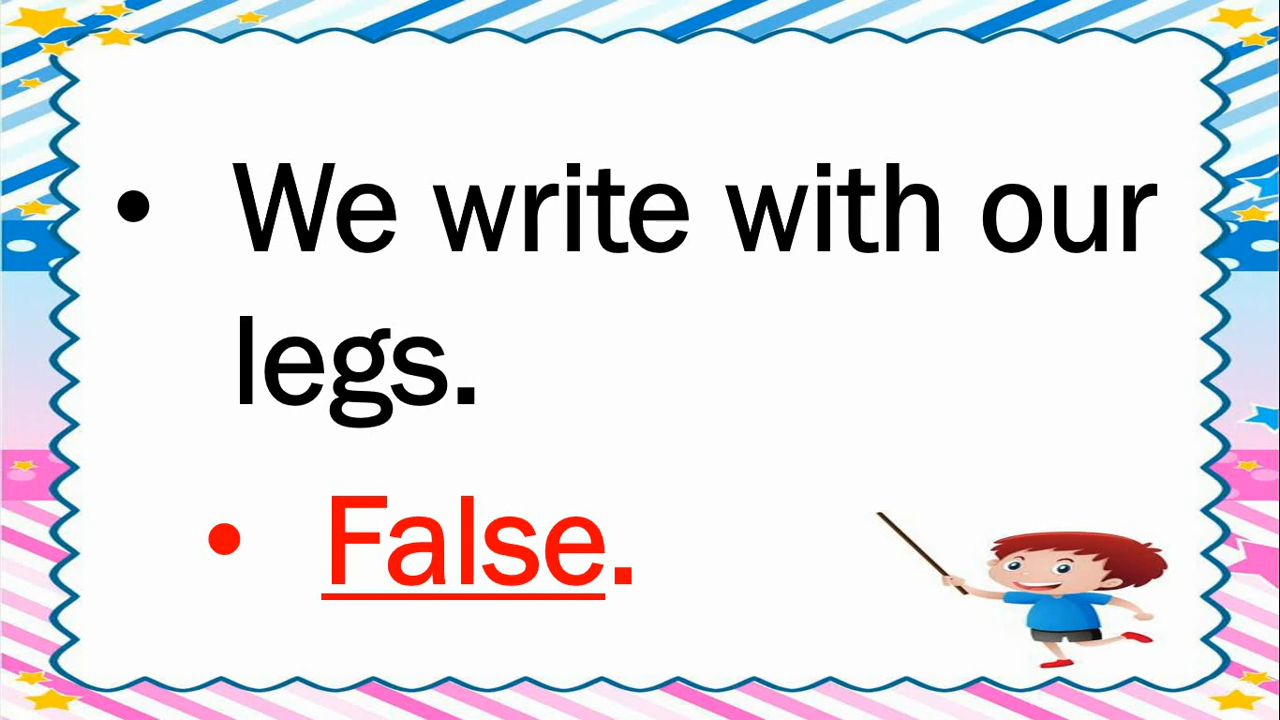 • We write with our
legs.
• False.